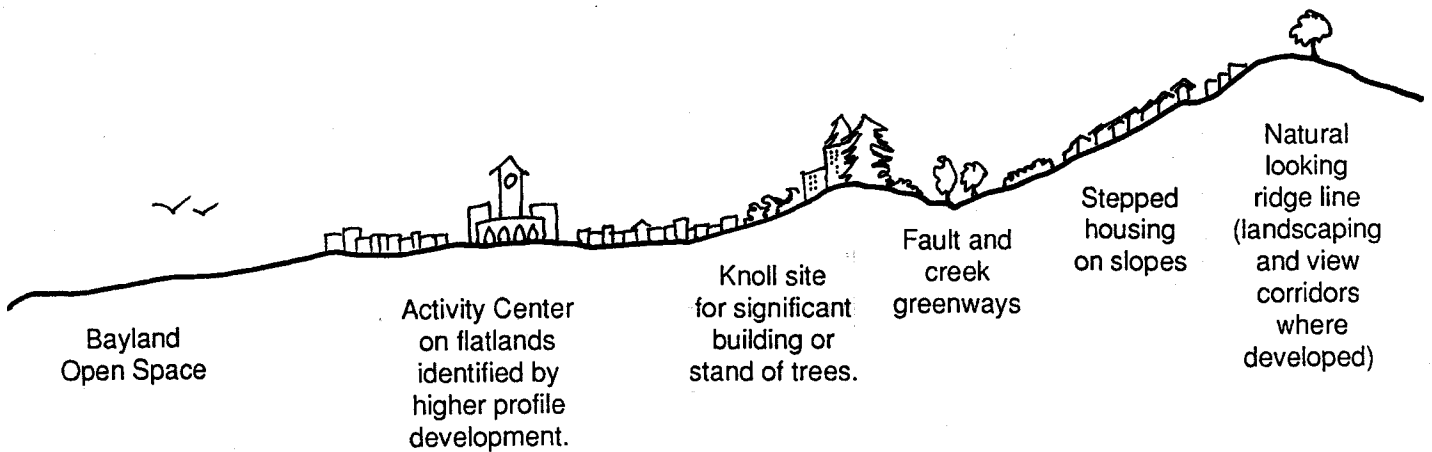 Bayland
Open Space
Activity Center
on flatlands
identified by
higher profile
development.
Knoll site
for significant
building or
stand of trees.
Fault and
creek
greenways
Stepped
housing
on slopes
Natural
looking
ridge line
(landscaping
and view
corridors
where
developed)